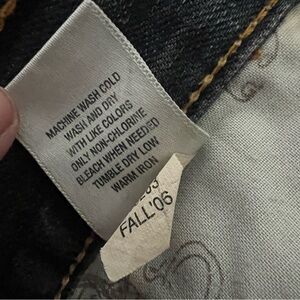 MACHINE WASH COLD
WASH AND DRY
WITH LIKE COLORS
ONLY NON-CHLORINE
BLEACH WHEN NEEDED
TUMBLE DRY LOW
WARM IRON
FALL'06